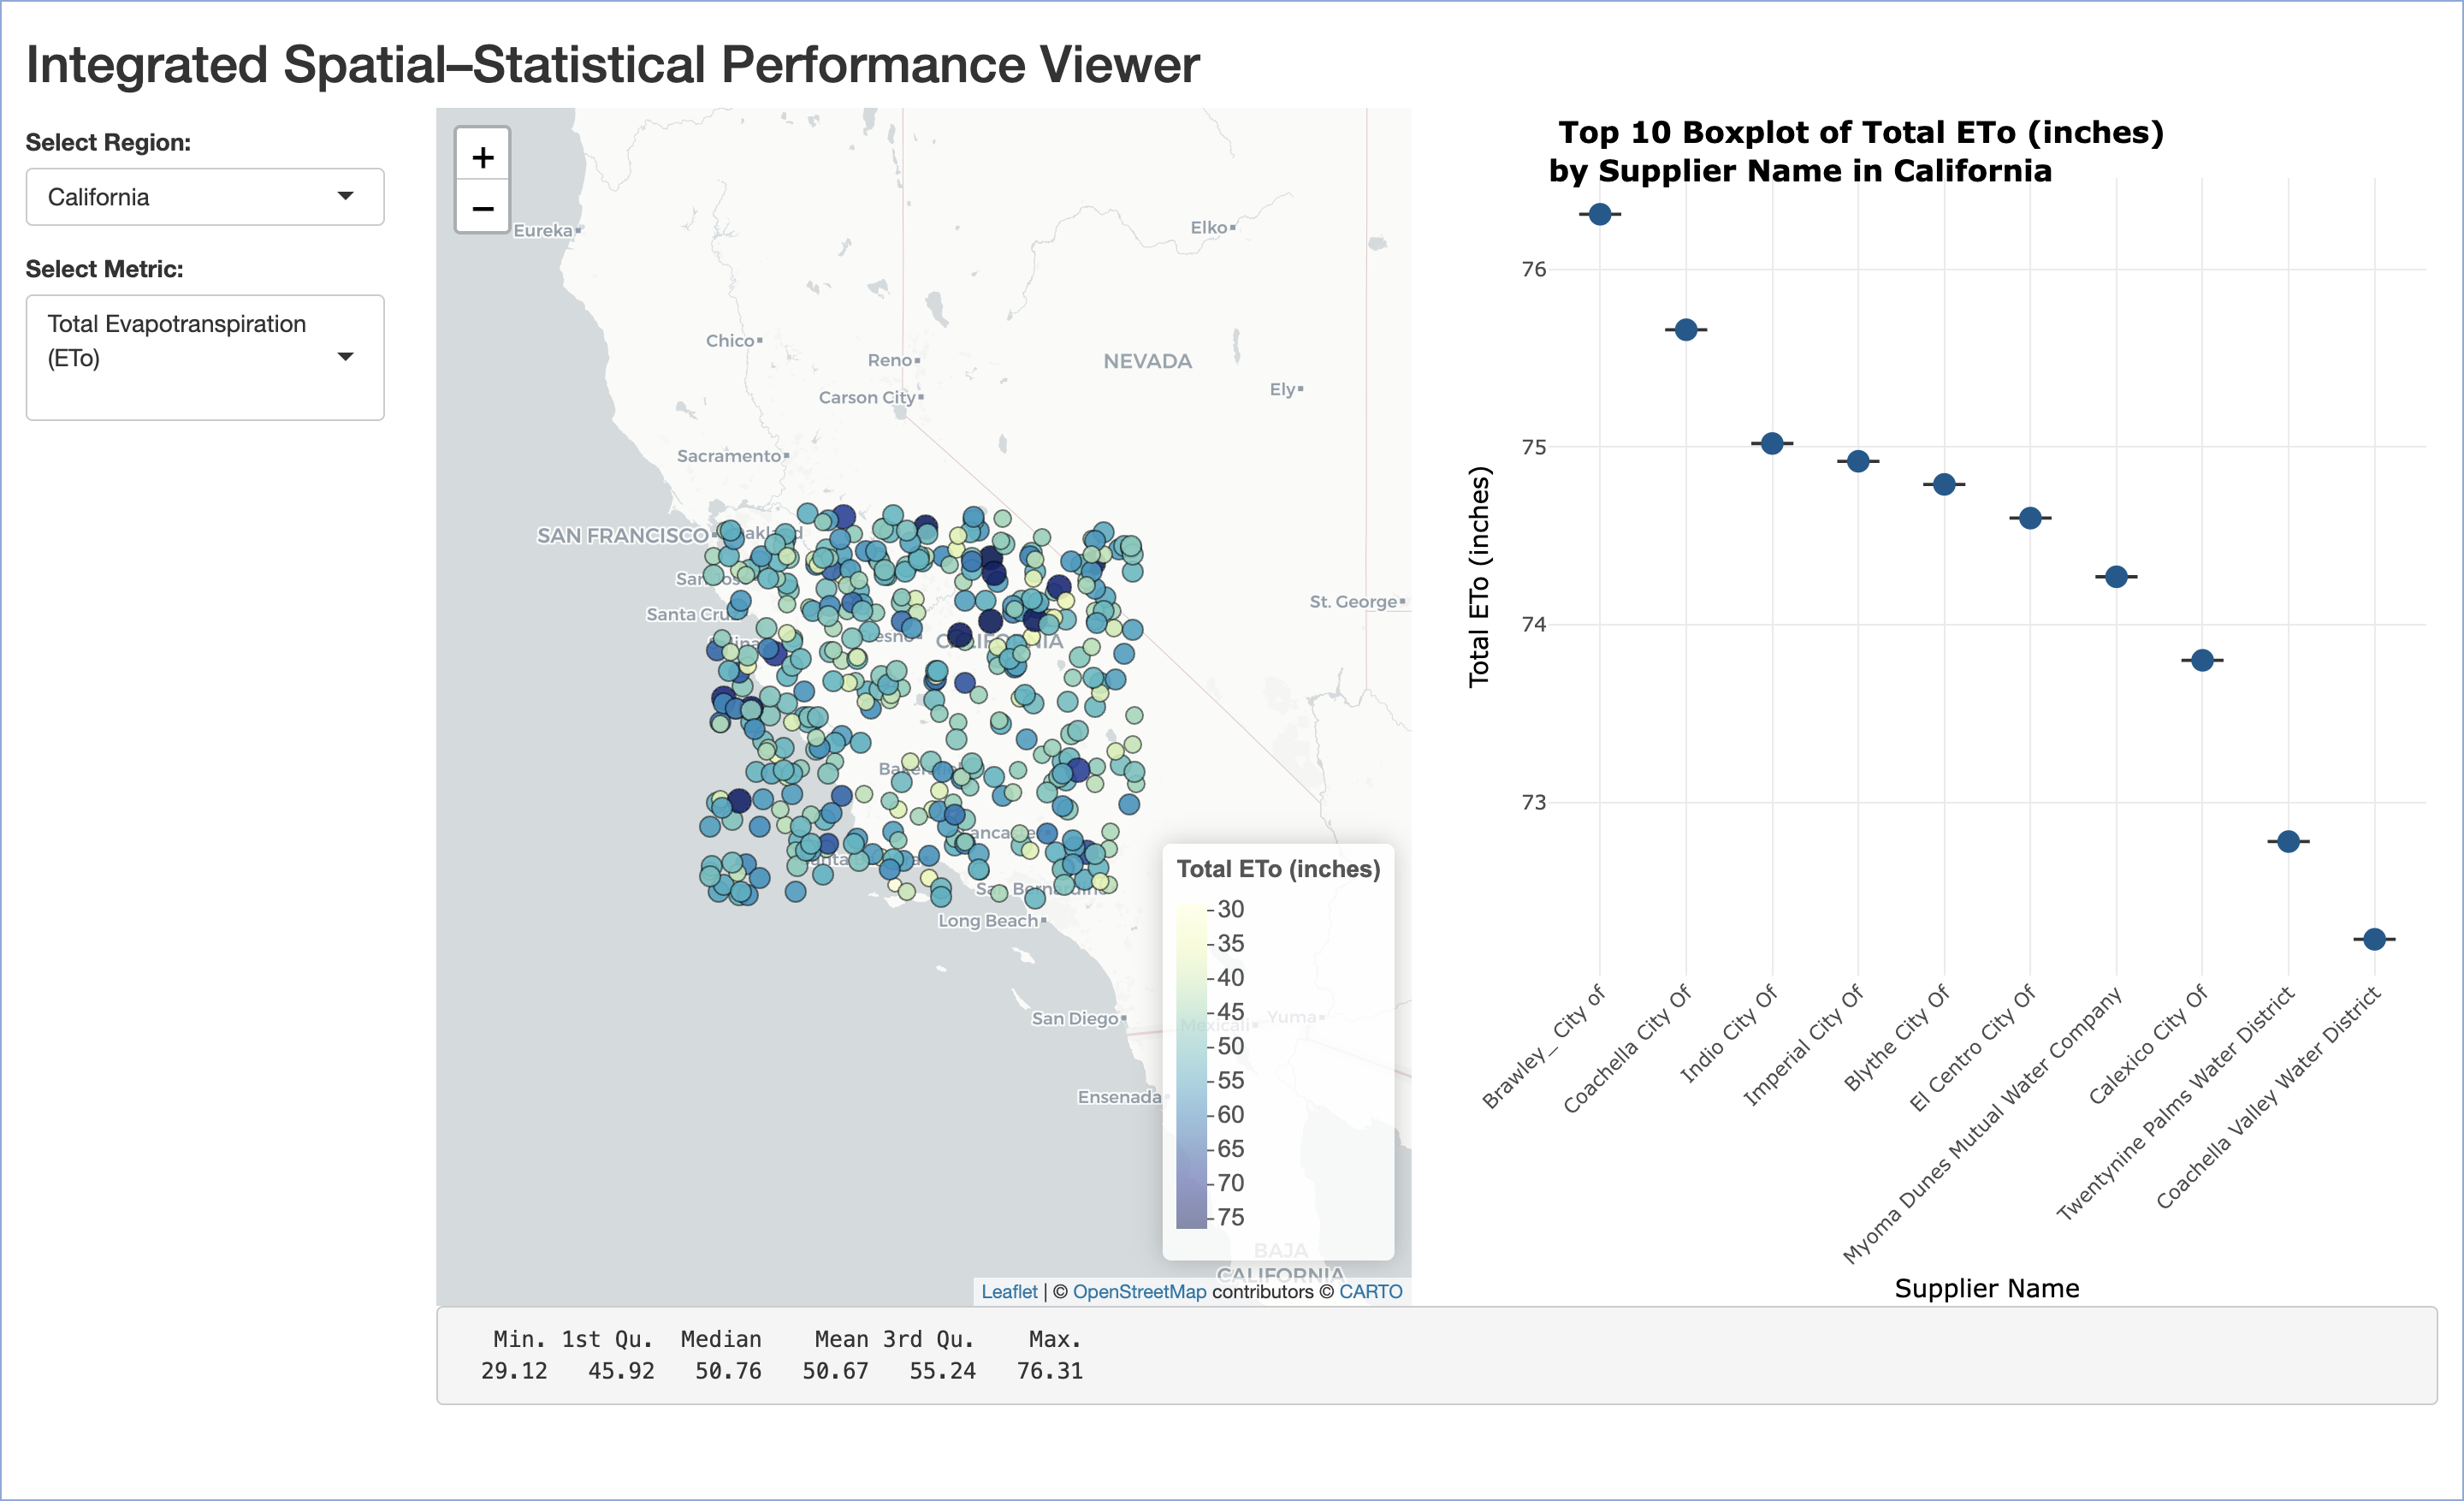 Integrated Spatial–Statistical Performance Viewer
Select Region:
California
Select Metric:
Total Evapotranspiration
(ETo)
+
−
Eureka
Elko
Chico
Reno
NEVADA
Carson City
Ely
Sacramento
SAN FRANCISCO
St. George
CALIFORNIA
Long Beach
San Diego
Mexicali
Yuma
Ensenada
BAJA
CALIFORNIA
Total ETo (inches)
30
35
40
45
50
55
60
65
70
75
Leaflet | © OpenStreetMap contributors © CARTO
Top 10 Boxplot of Total ETo (inches)
by Supplier Name in California
Total ETo (inches)
76
75
74
73
Brawley_ City of
Coachella City Of
Indio City Of
Imperial City Of
Blythe City Of
El Centro City Of
Myoma Dunes Mutual Water Company
Calexico City Of
Twentynine Palms Water District
Coachella Valley Water District
Supplier Name
Min. 1st Qu. Median Mean 3rd Qu. Max.
29.12 45.92 50.76 50.67 55.24 76.31